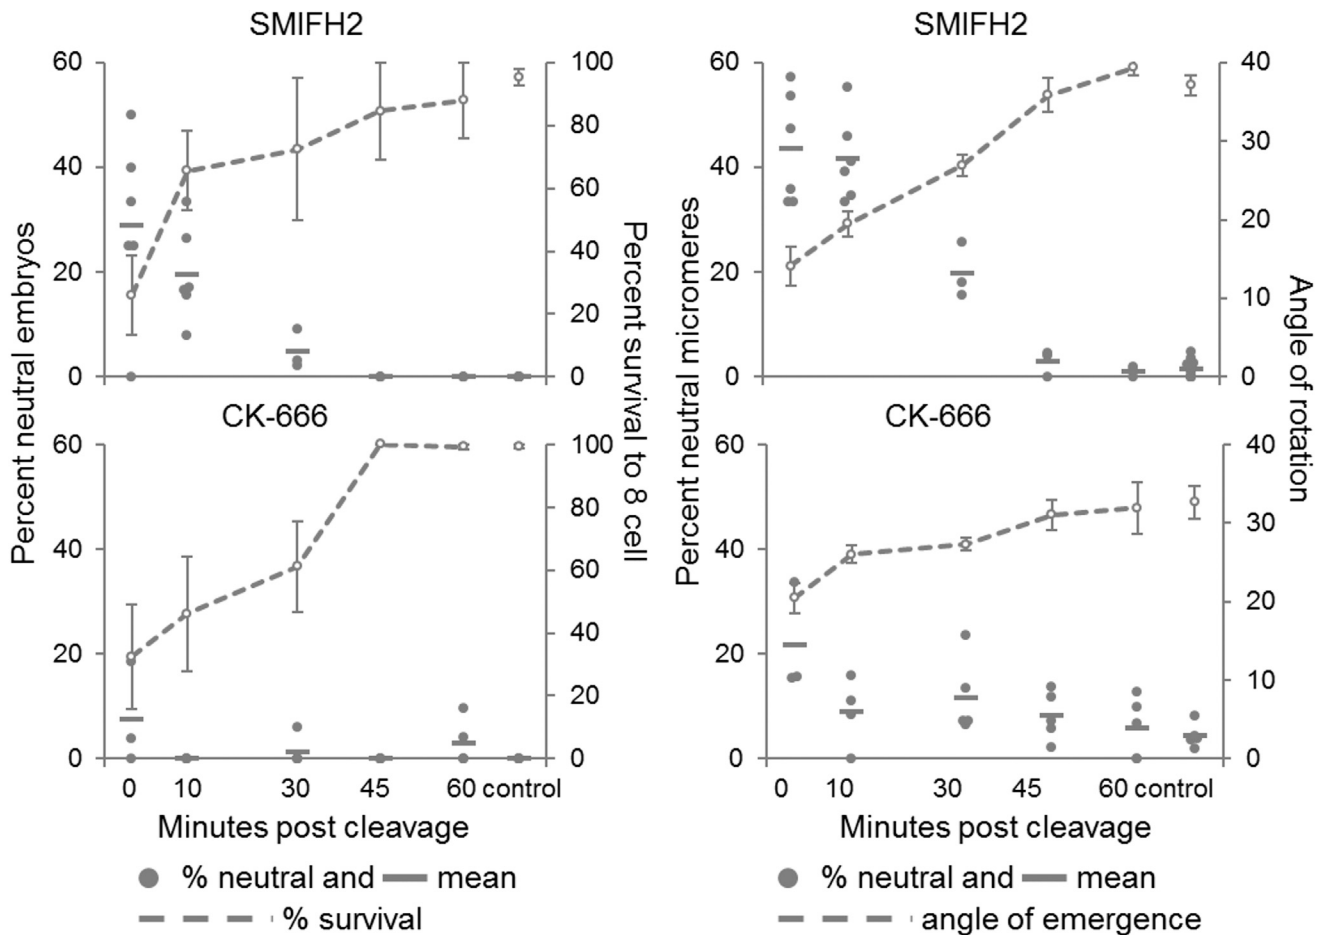 SMIFH2
60
40
20
0
100
80
60
40
20
0
SMIFH2
60
40
20
0
40
30
20
10
0
CK-666
60
40
20
0
100
80
60
40
20
0
CK-666
60
40
20
0
40
30
20
10
0
Percent neutral embryos
Percent survival to 8 cell
Percent neutral micromeres
Angle of rotation
0 10 30 45 60 control
0 10 30 45 60 control
Minutes post cleavage
Minutes post cleavage
% neutral and mean
% survival
% neutral and mean
angle of emergence